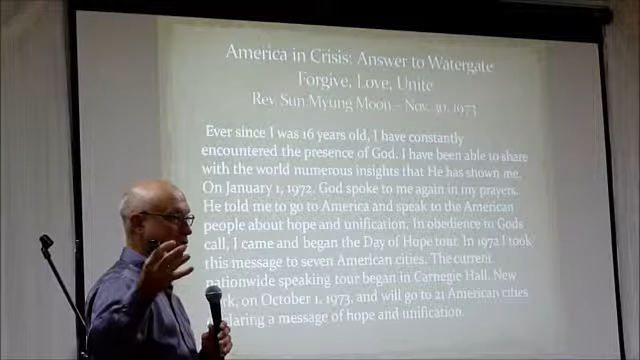 America in Crisis: Answer to Watergate
Forgive, Love, Unite
Rev. Sun Myung Moon – Nov. 30, 1973
Ever since I was 16 years old, I have constantly
encountered the presence of God. I have been able to share
with the world numerous insights that He has shown me.
On January 1, 1972, God spoke to me again in my prayers.
He told me to go to America and speak to the American
people about hope and unification. In obedience to Gods
call, I came and began the Day of Hope tour. In 1972 I took
this message to seven American cities. The current
nationwide speaking tour began in Carnegie Hall, New
rk, on October 1, 1973, and will go to 21 American cities
claring a message of hope and unification.